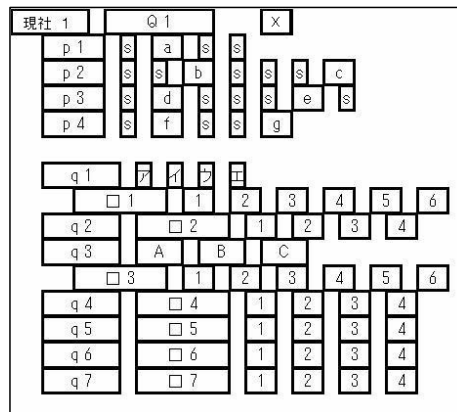 現社 1 Q 1 X
p 1 s a s s
p 2 s s b s s s c
p 3 s d s s s e s
p 4 s f s s g
q 1 ア イ ウ エ
□ 1 1 2 3 4 5 6
q 2 □ 2 1 2 3 4
q 3 A B C
□ 3 1 2 3 4 5 6
q 4 □ 4 1 2 3 4
q 5 □ 5 1 2 3 4
q 6 □ 6 1 2 3 4
q 7 □ 7 1 2 3 4